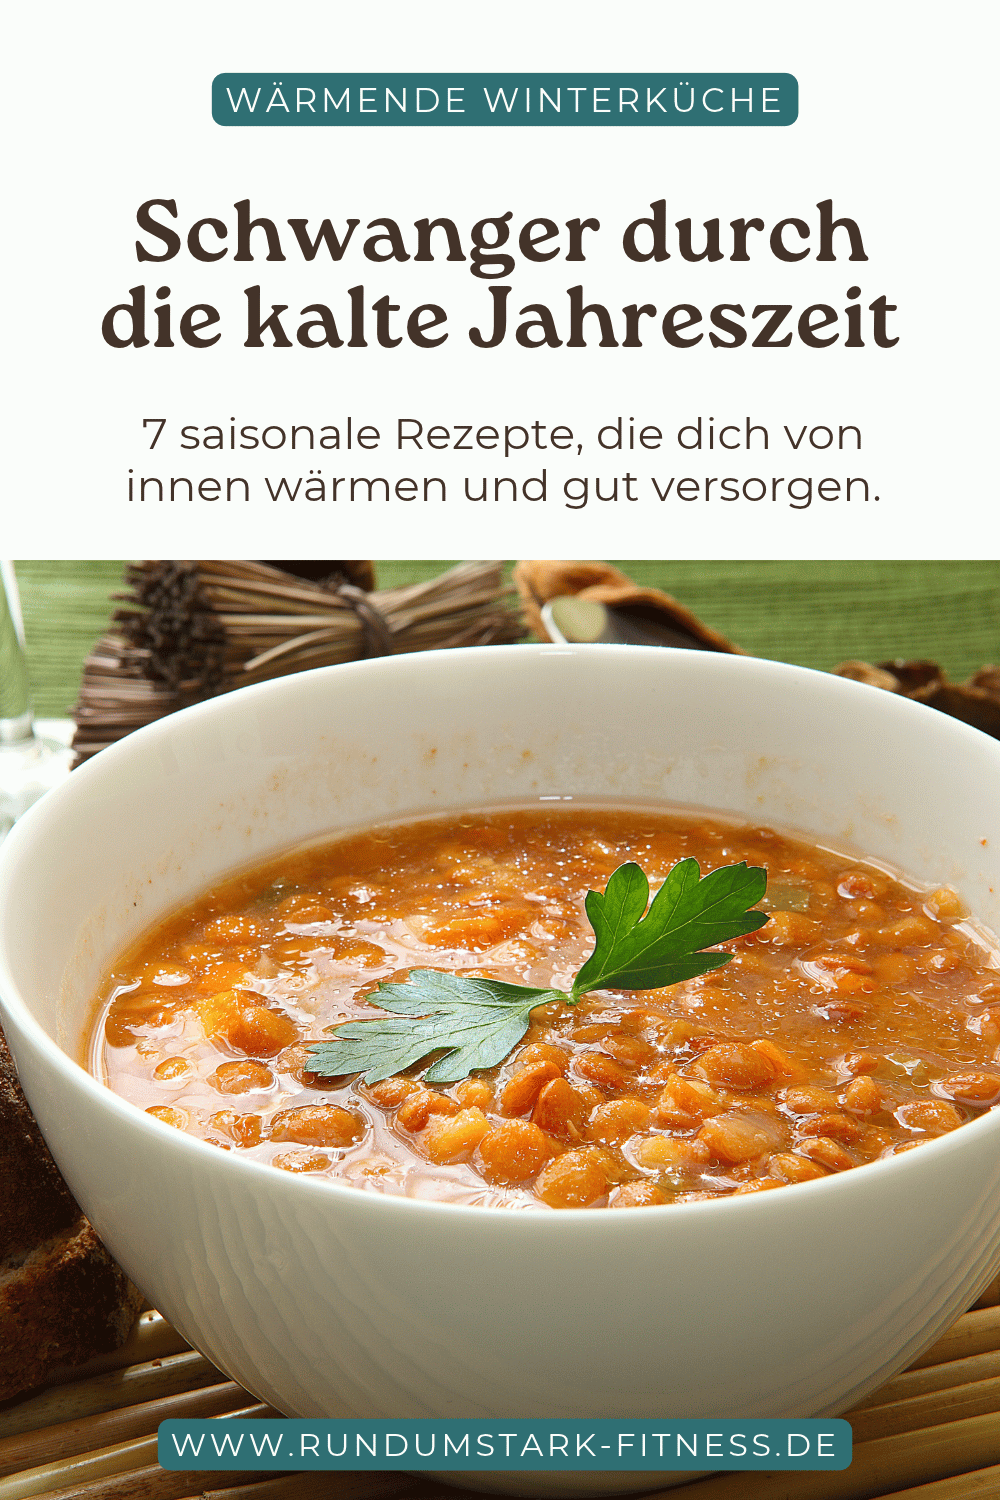 WÄRMENDE WINTERKÜCHE
Schwanger durch
die kalte Jahreszeit
7 saisonale Rezepte, die dich von
innen wärmen und gut versorgen.
WWW.RUNDUMSTARK-FITNESS.DE